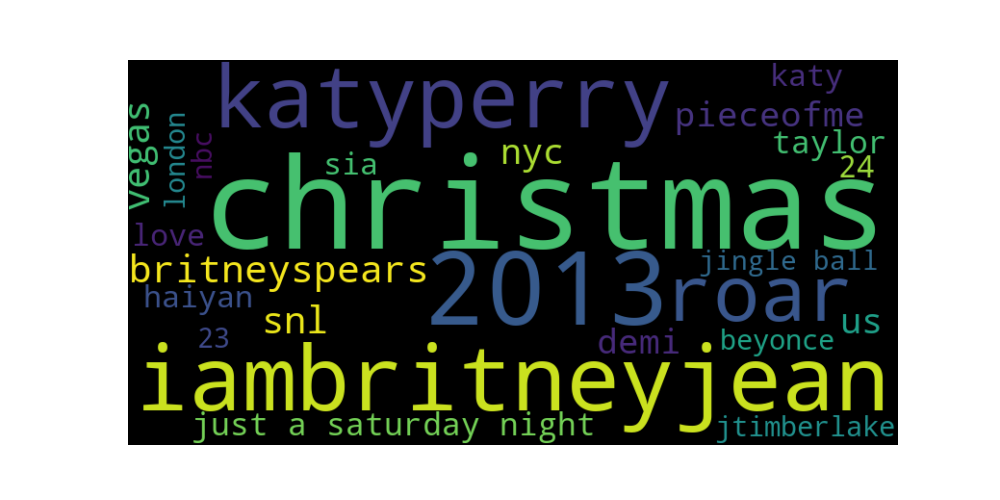 katyperry
katy
pieceofme
vegas
london
nbc
sia
nyc
taylor
24
christmas
love
britneyspears
2013
jingle ball
roar
haiyan
snl
23
demi
beyonce
us
iambritneyjean
just a saturday night
jtimberlake